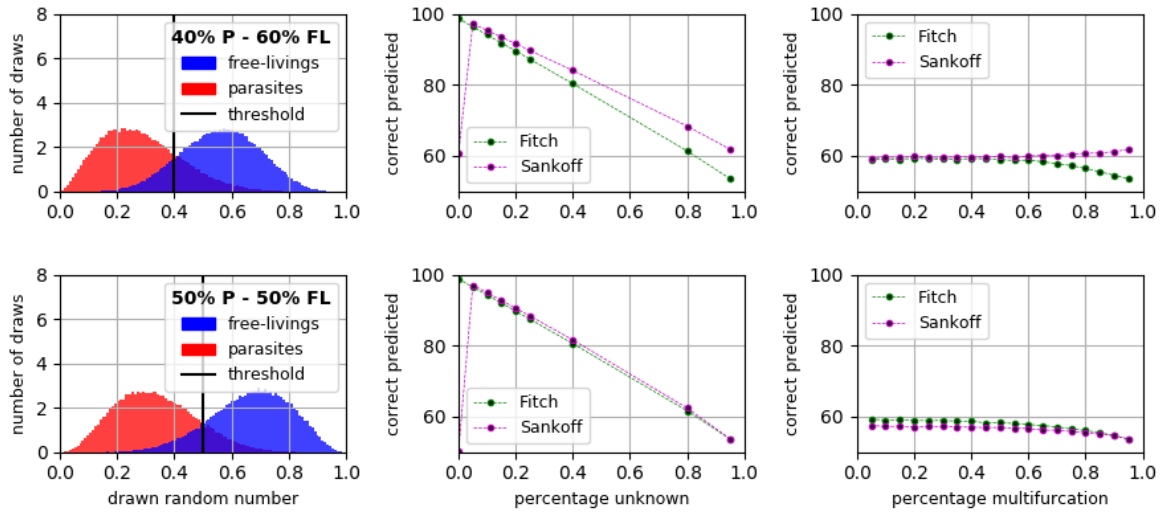 number of draws
8
6
4
2
0
0.0 0.2 0.4 0.6 0.8 1.0
40% P - 60% FL
free-livings
parasites
threshold
correct predicted
100
80
60
0.0 0.2 0.4 0.6 0.8 1.0
Fitch
Sankoff
correct predicted
100
80
60
0.0 0.2 0.4 0.6 0.8 1.0
Fitch
Sankoff
number of draws
8
6
4
2
0
0.0 0.2 0.4 0.6 0.8 1.0
drawn random number
50% P - 50% FL
free-livings
parasites
threshold
correct predicted
100
80
60
0.0 0.2 0.4 0.6 0.8 1.0
percentage unknown
Fitch
Sankoff
correct predicted
100
80
60
0.0 0.2 0.4 0.6 0.8 1.0
percentage multifurcation
Fitch
Sankoff